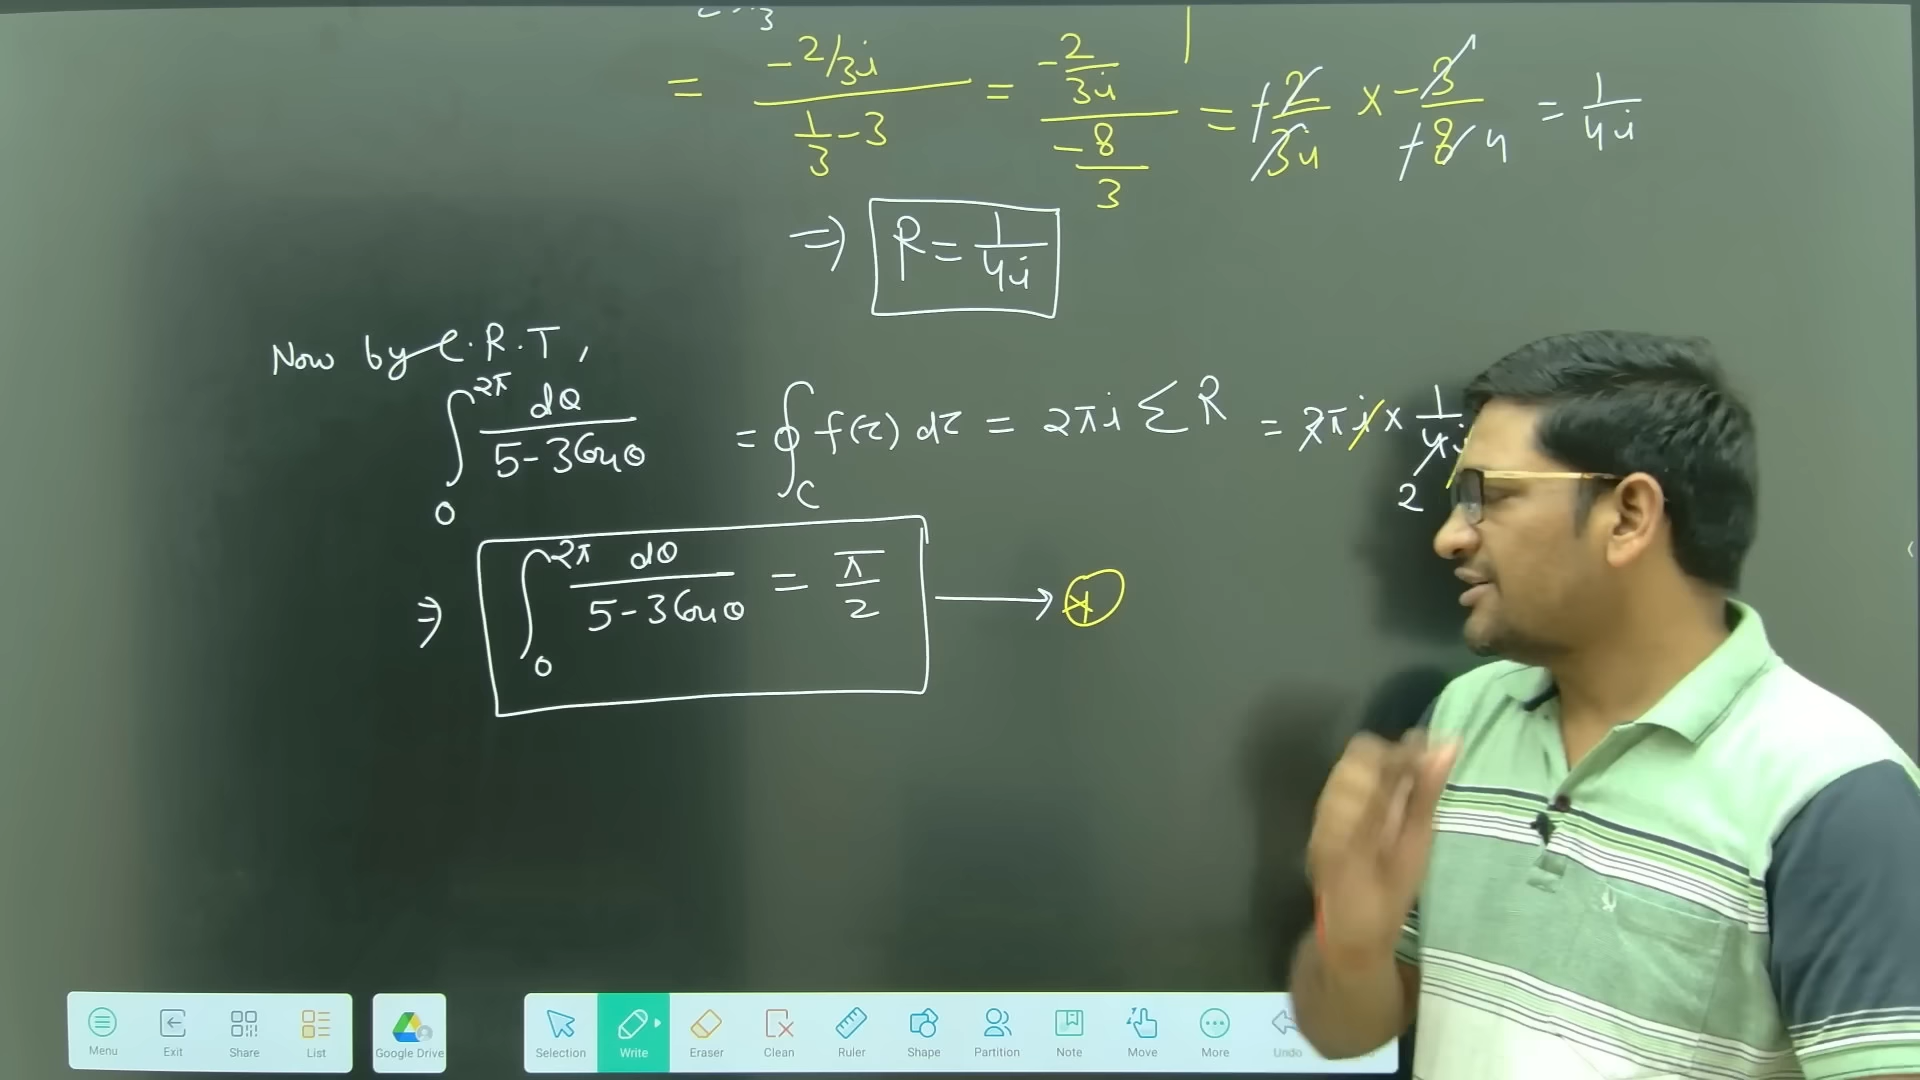 = -2/3i / (1/3 - 3) = -2/3i / (-8/3) = +2/3i × -3/+8 4 = 1/4i
⇒ R = 1/4i
Now by C.R.T,
∫₀^2π dθ/(5-3Cosθ) = ∮_C f(z) dz = 2πi Σ R = 2πi × 1/4i
2
⇒ ∫₀^2π dθ/(5-3Cosθ) = π/2 → *
Menu Exit Share List Google Drive Selection Write Eraser Clean Ruler Shape Partition Note Move More Undo